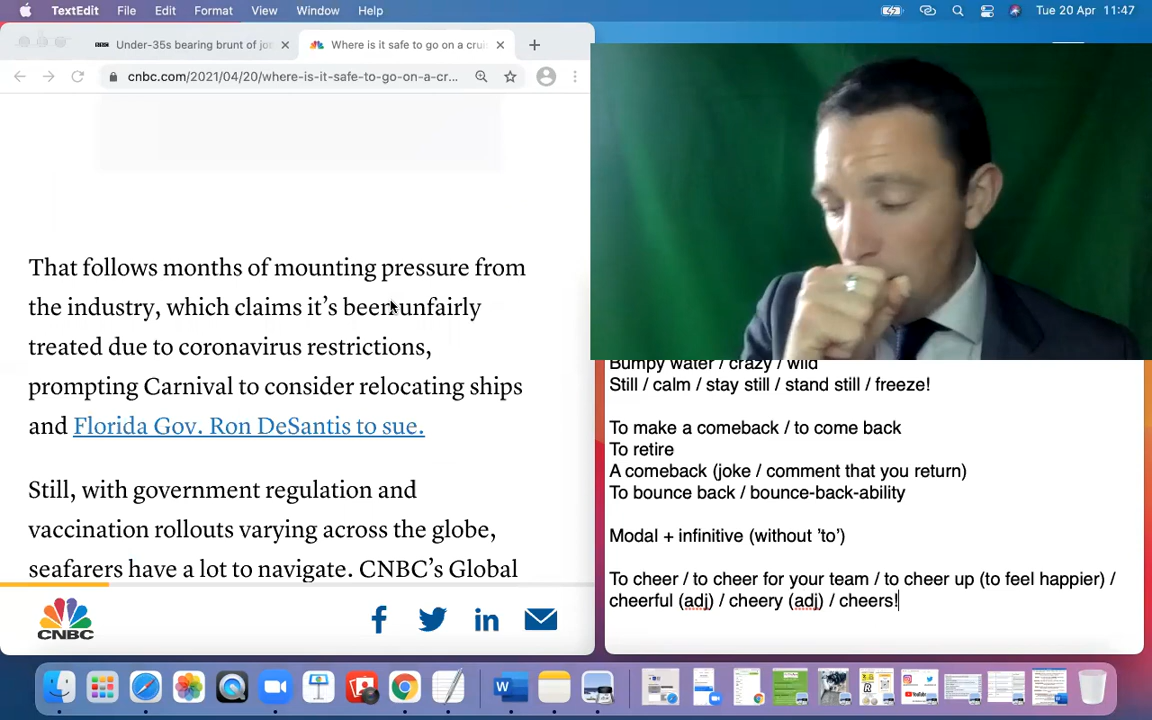 TextEdit File Edit Format View Window Help Tue 20 Apr 11:47
BBC Under-35s bearing brunt of jo
Where is it safe to go on a crui
cnbc.com/2021/04/20/where-is-it-safe-to-go-on-a-cr...
That follows months of mounting pressure from
the industry, which claims it's been unfairly
treated due to coronavirus restrictions,
prompting Carnival to consider relocating ships
and Florida Gov. Ron DeSantis to sue.
Still, with government regulation and
vaccination rollouts varying across the globe,
seafarers have a lot to navigate. CNBC's Global
CNBC
Bumpy water / crazy / wild
Still / calm / stay still / stand still / freeze!
To make a comeback / to come back
To retire
A comeback (joke / comment that you return)
To bounce back / bounce-back-ability
Modal + infinitive (without 'to')
To cheer / to cheer for your team / to cheer up (to feel happier) /
cheerful (adj) / cheery (adj) / cheers!